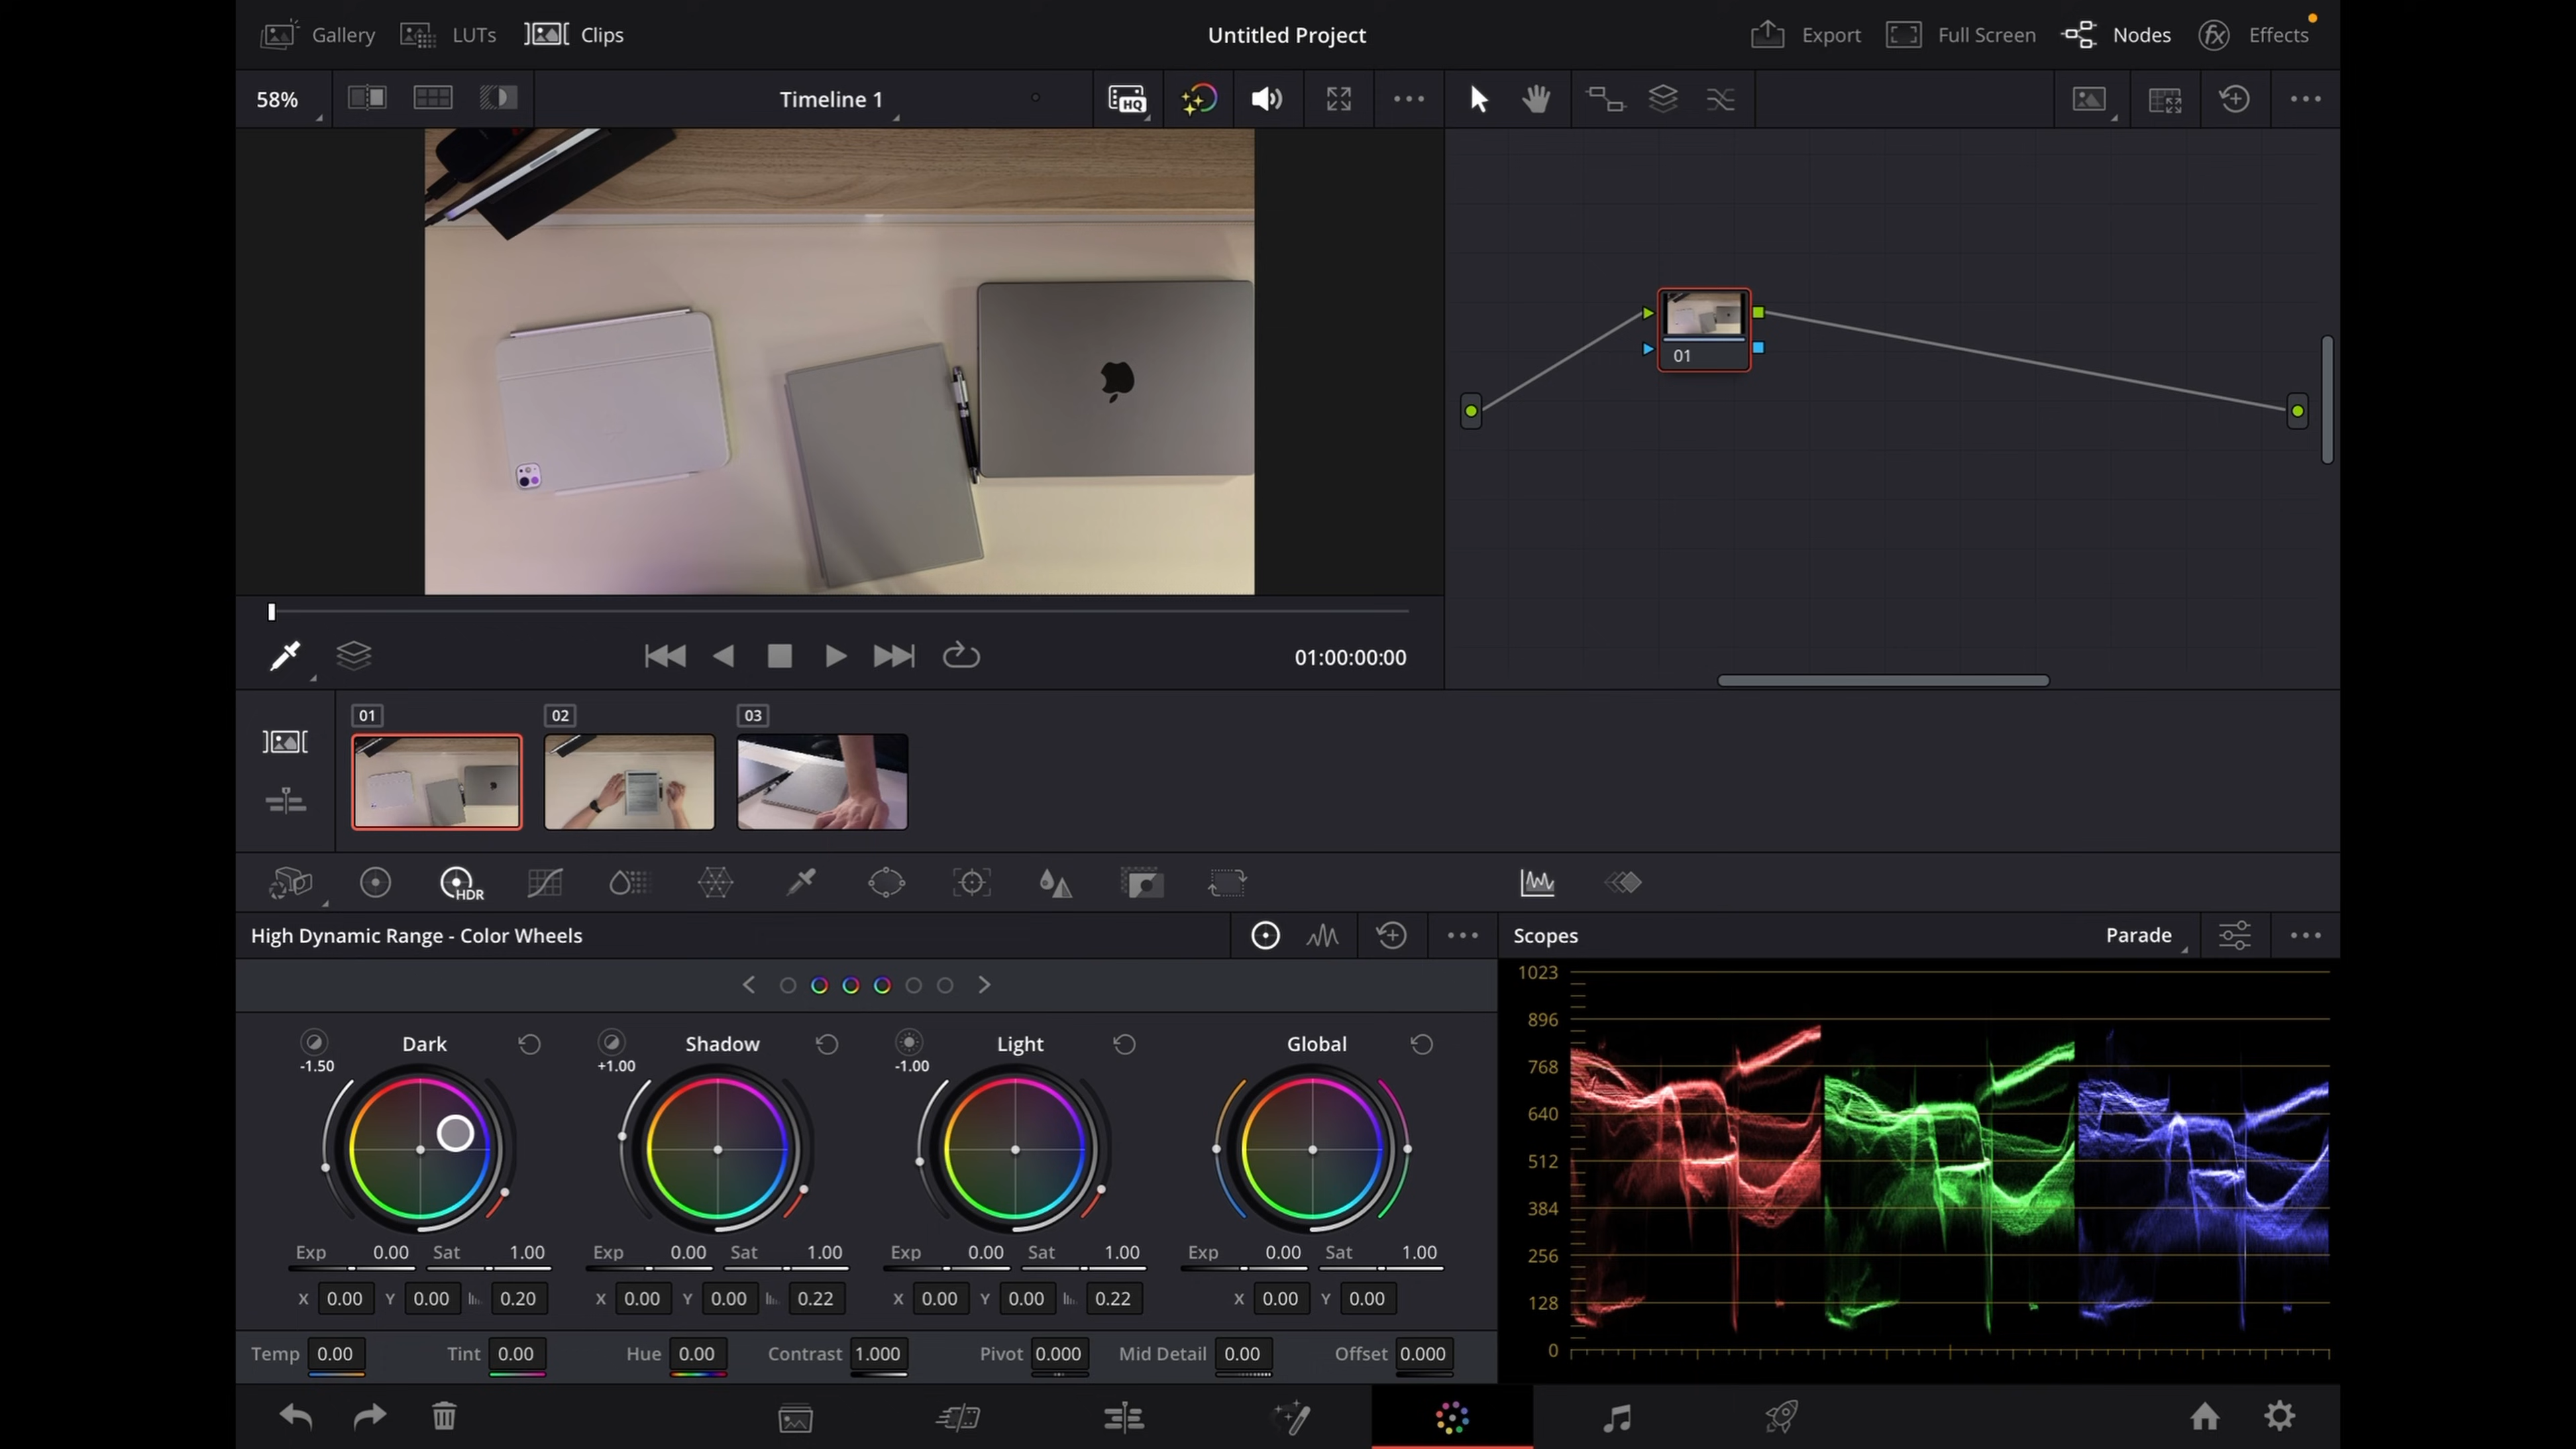 Gallery LUTs Clips Untitled Project Export Full Screen Nodes Effects
58% Timeline 1 HQ
01
01:00:00:00
01 02 03
HDR
High Dynamic Range - Color Wheels
Scopes Parade
Dark Shadow Light Global
-1.50 +1.00 -1.00
Exp 0.00 Sat 1.00 Exp 0.00 Sat 1.00 Exp 0.00 Sat 1.00 Exp 0.00 Sat 1.00
X 0.00 Y 0.00 0.20 X 0.00 Y 0.00 0.22 X 0.00 Y 0.00 0.22 X 0.00 Y 0.00
Temp 0.00 Tint 0.00 Hue 0.00 Contrast 1.000 Pivot 0.000 Mid Detail 0.00 Offset 0.000
1023
896
768
640
512
384
256
128
0